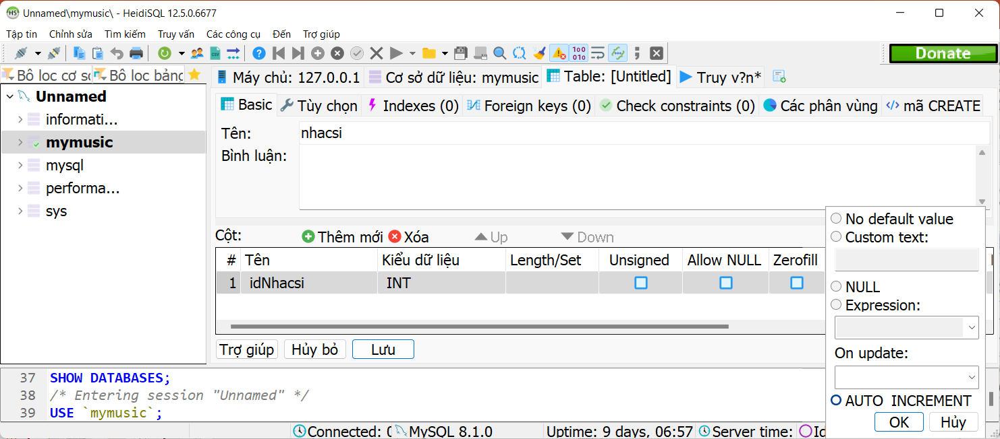 Unnamed\mymusic\ - HeidiSQL 12.5.0.6677
Tập tin Chỉnh sửa Tìm kiếm Truy vấn Các công cụ Đến Trợ giúp
Donate
Bô loc cơ sơ Bô loc bảng Máy chủ: 127.0.0.1 Cơ sở dữ liệu: mymusic Table: [Untitled] Truy v?n*
Unnamed
informati...
mymusic
mysql
performa...
sys
Basic Tùy chọn Indexes (0) Foreign keys (0) Check constraints (0) Các phân vùng mã CREATE
Tên: nhacsi
Bình luận:
Cột: Thêm mới Xóa Up Down
# Tên Kiểu dữ liệu Length/Set Unsigned Allow NULL Zerofill
1 idNhacsi INT
Trợ giúp Hủy bỏ Lưu
No default value
Custom text:
NULL
Expression:
On update:
AUTO INCREMENT
OK Hủy
37 SHOW DATABASES;
38 /* Entering session "Unnamed" */
39 USE `mymusic`;
Connected: 0 MySQL 8.1.0 Uptime: 9 days, 06:57 Server time: Id